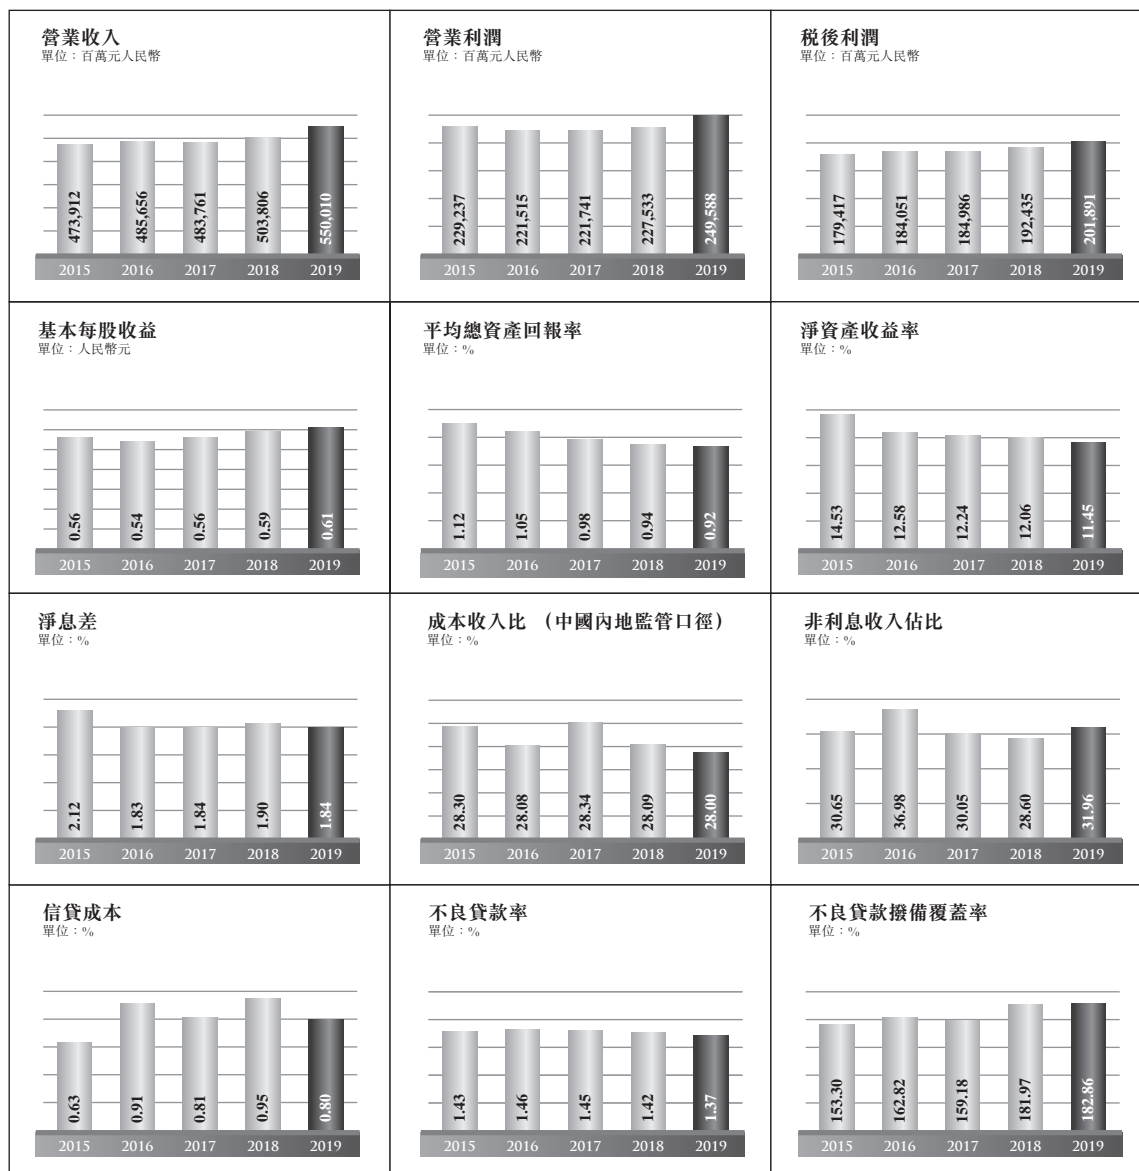 營業收入
單位：百萬元人民幣
473,912
485,656
483,761
503,806
550,010
2015 2016 2017 2018 2019
營業利潤
單位：百萬元人民幣
229,237
221,515
221,741
227,533
249,588
2015 2016 2017 2018 2019
税後利潤
單位：百萬元人民幣
179,417
184,051
184,986
192,435
201,891
2015 2016 2017 2018 2019
基本每股收益
單位：人民幣元
0.56
0.54
0.56
0.59
0.61
2015 2016 2017 2018 2019
平均總資產回報率
單位：%
1.12
1.05
0.98
0.94
0.92
2015 2016 2017 2018 2019
淨資產收益率
單位：%
14.53
12.58
12.24
12.06
11.45
2015 2016 2017 2018 2019
淨息差
單位：%
2.12
1.83
1.84
1.90
1.84
2015 2016 2017 2018 2019
成本收入比 （中國內地監管口徑）
單位：%
28.30
28.08
28.34
28.09
28.00
2015 2016 2017 2018 2019
非利息收入佔比
單位：%
30.65
36.98
30.05
28.60
31.96
2015 2016 2017 2018 2019
信貸成本
單位：%
0.63
0.91
0.81
0.95
0.80
2015 2016 2017 2018 2019
不良貸款率
單位：%
1.43
1.46
1.45
1.42
1.37
2015 2016 2017 2018 2019
不良貸款撥備覆蓋率
單位：%
153.30
162.82
159.18
181.97
182.86
2015 2016 2017 2018 2019